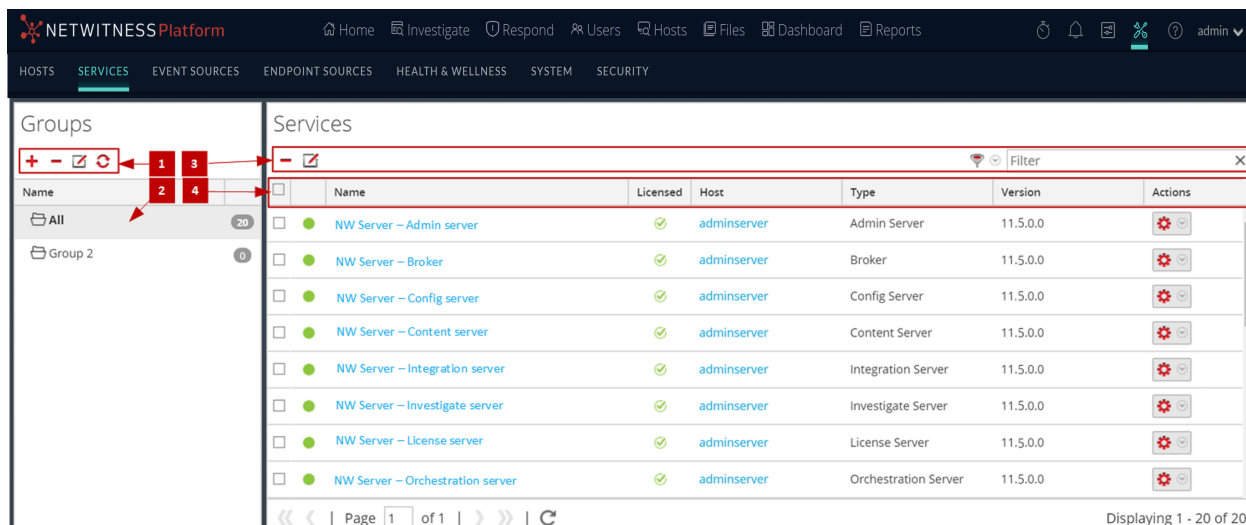 NETWITNESS Platform
Home Investigate Respond Users Hosts Files Dashboard Reports admin
HOSTS SERVICES EVENT SOURCES ENDPOINT SOURCES HEALTH & WELLNESS SYSTEM SECURITY
Groups
1
Name
2
All 20
Group 2 0
Services
3
Filter
4
Name Licensed Host Type Version Actions
NW Server – Admin server adminserver Admin Server 11.5.0.0
NW Server – Broker adminserver Broker 11.5.0.0
NW Server – Config server adminserver Config Server 11.5.0.0
NW Server – Content server adminserver Content Server 11.5.0.0
NW Server – Integration server adminserver Integration Server 11.5.0.0
NW Server – Investigate server adminserver Investigate Server 11.5.0.0
NW Server – License server adminserver License Server 11.5.0.0
NW Server – Orchestration server adminserver Orchestration Server 11.5.0.0
Page 1 of 1 Displaying 1 - 20 of 20